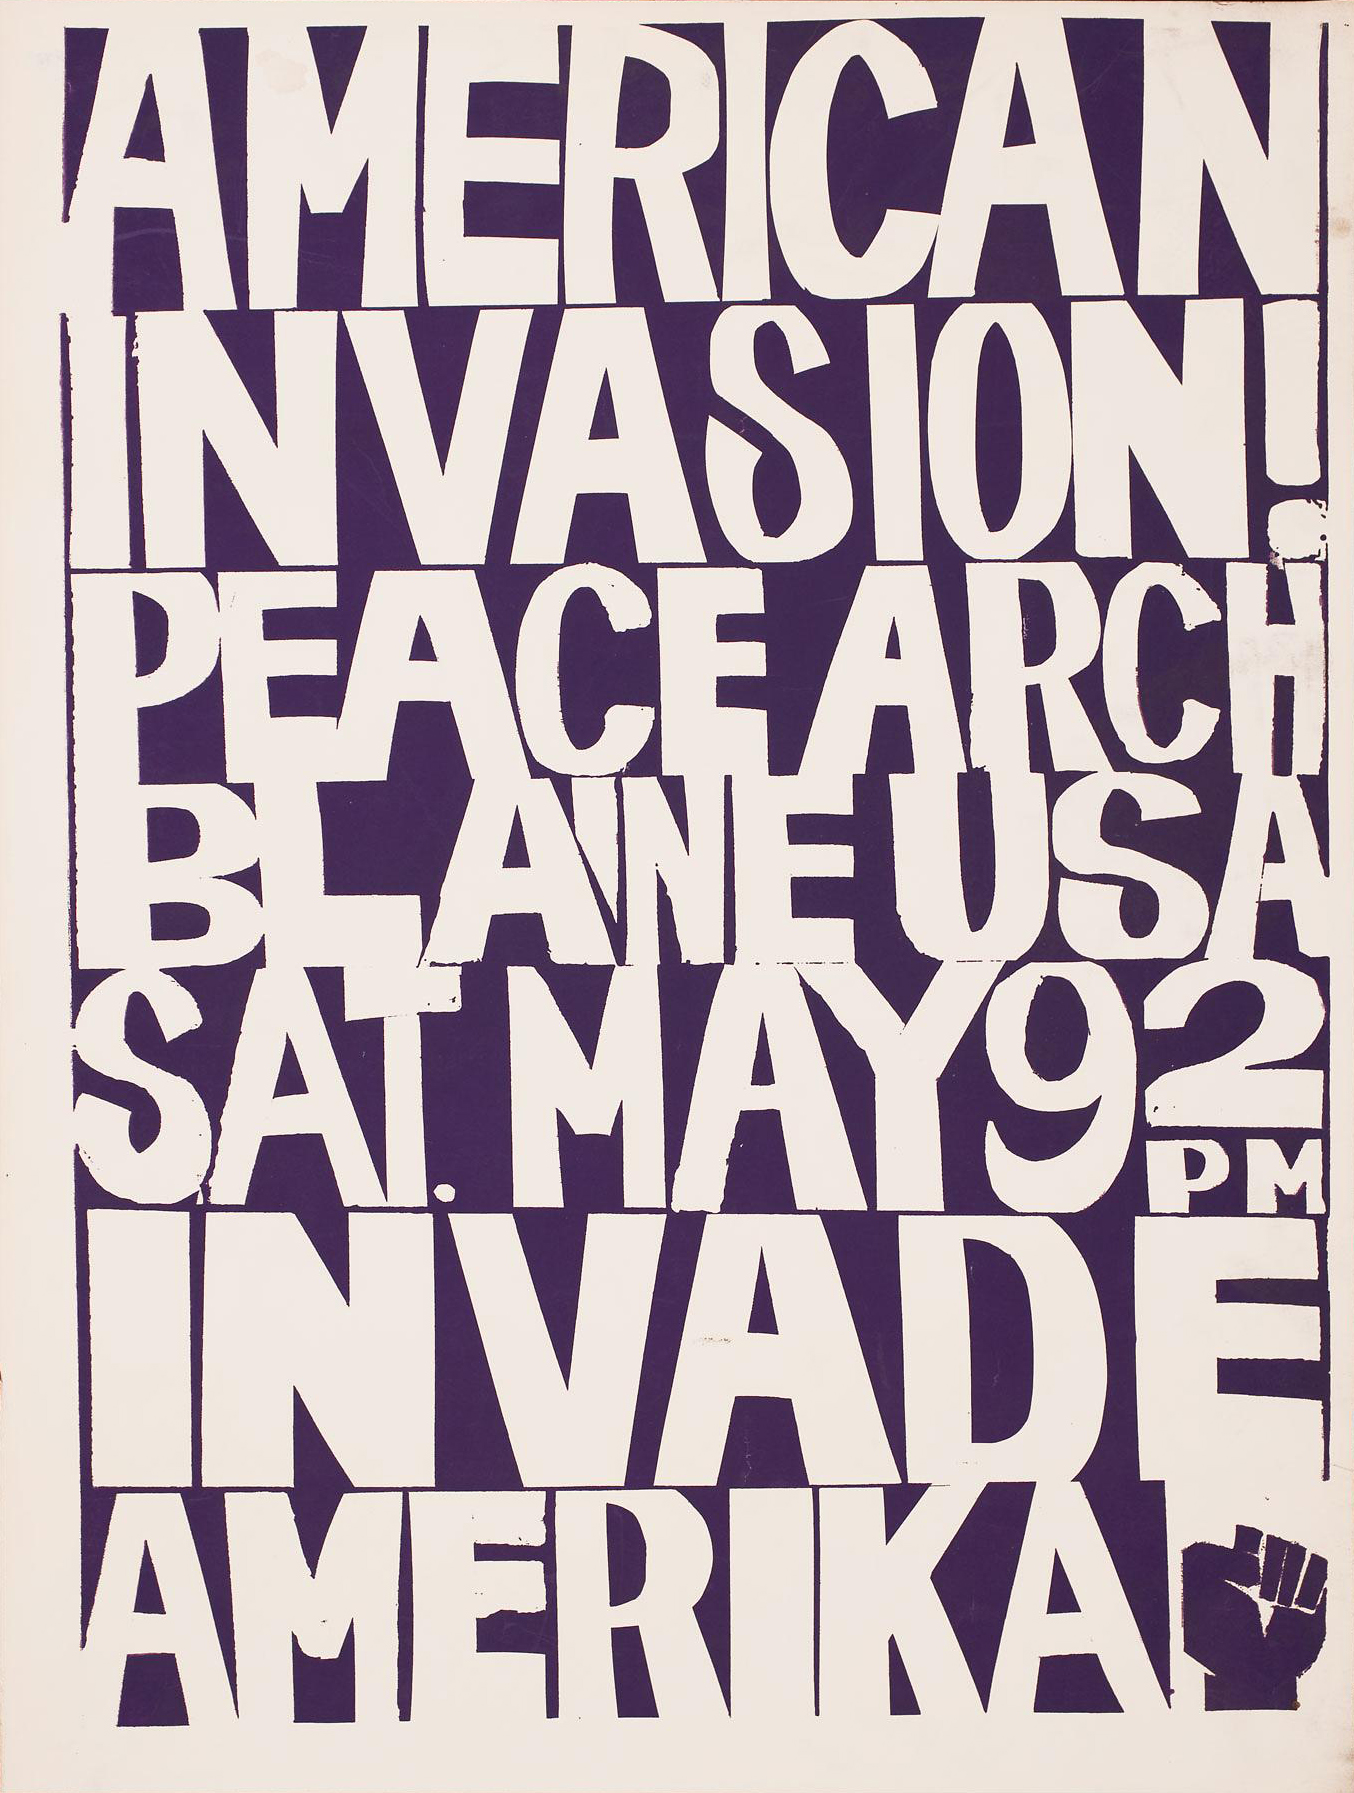 AMERICAN
INVASION!
PEACE ARCH
BLAINE USA
SAT. MAY 9 2 PM
INVADE
AMERIKA